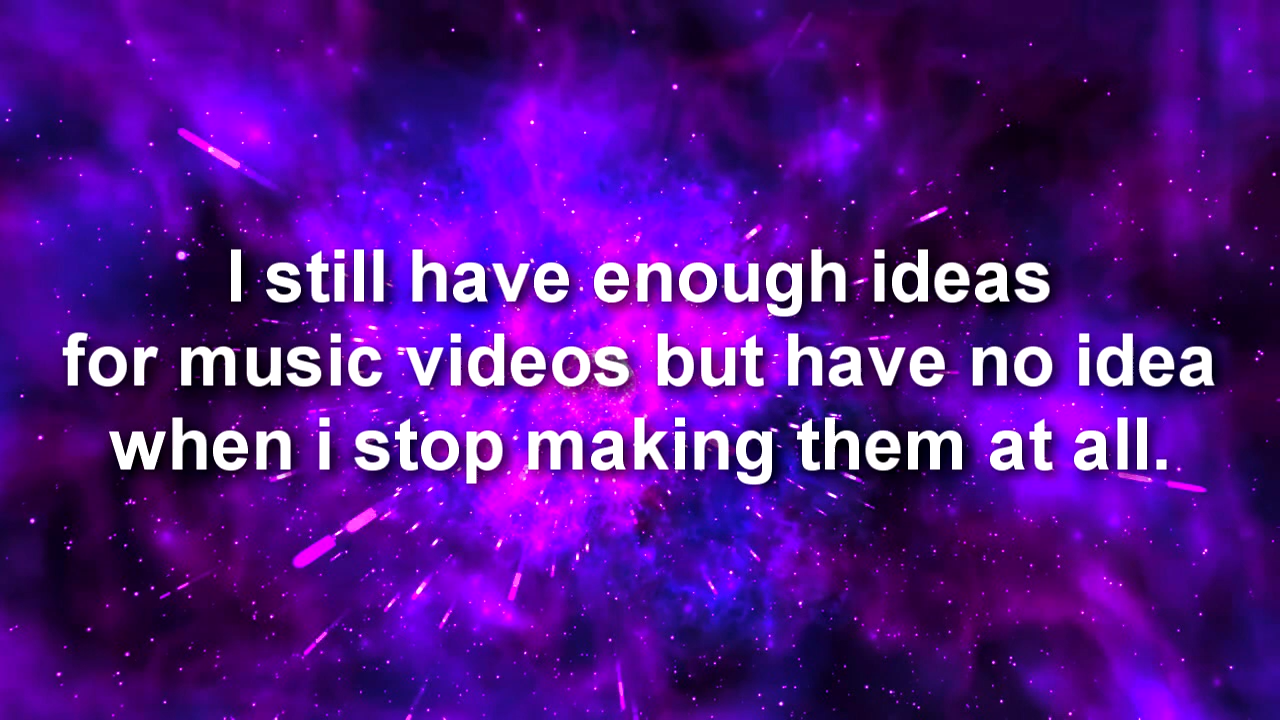 I still have enough ideas
for music videos but have no idea
when i stop making them at all.